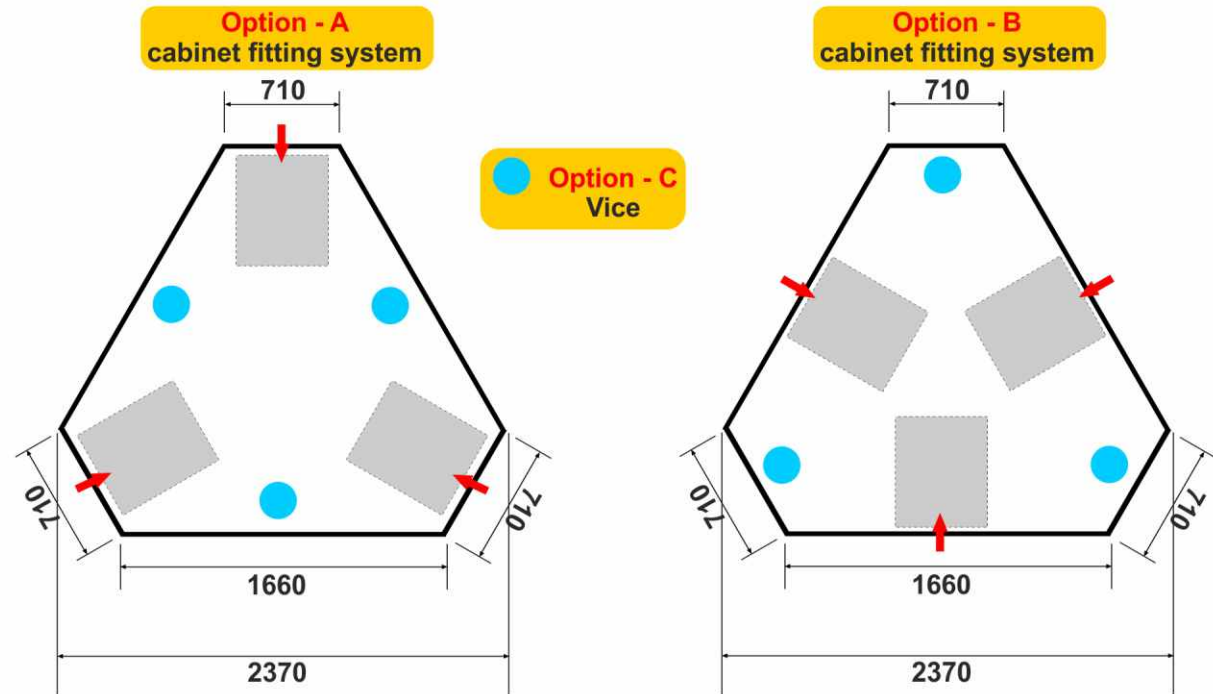 Option - A
cabinet fitting system
710
Option - C
Vice
710
710
1660
2370
Option - B
cabinet fitting system
710
710
710
1660
2370